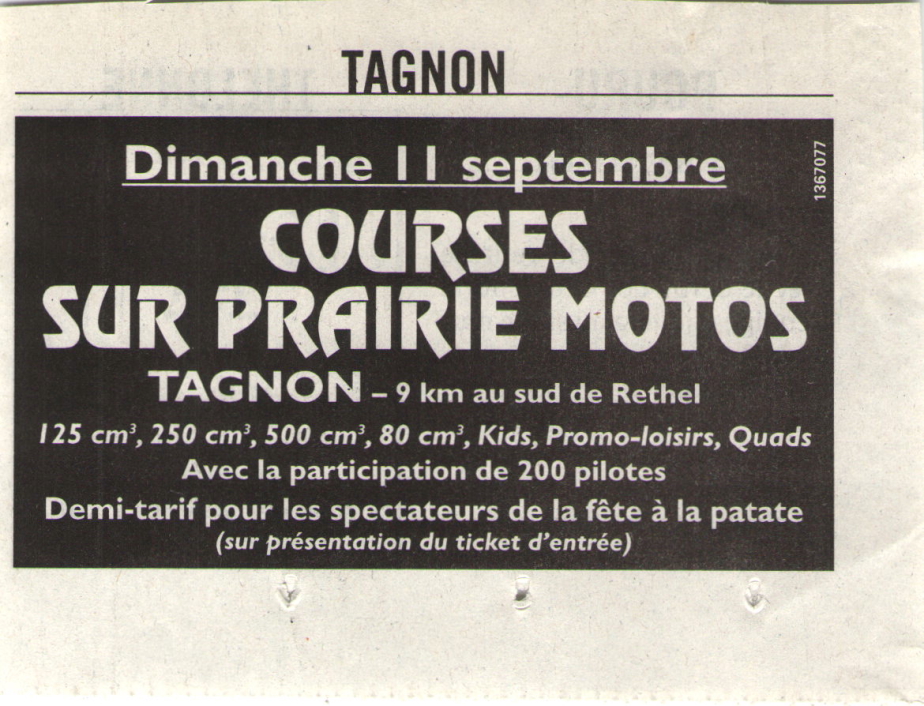 TAGNON
Dimanche 11 septembre
1367077
COURSES
SUR PRAIRIE MOTOS
TAGNON – 9 km au sud de Rethel
125 cm³, 250 cm³, 500 cm³, 80 cm³, Kids, Promo-loisirs, Quads
Avec la participation de 200 pilotes
Demi-tarif pour les spectateurs de la fête à la patate
(sur présentation du ticket d'entrée)